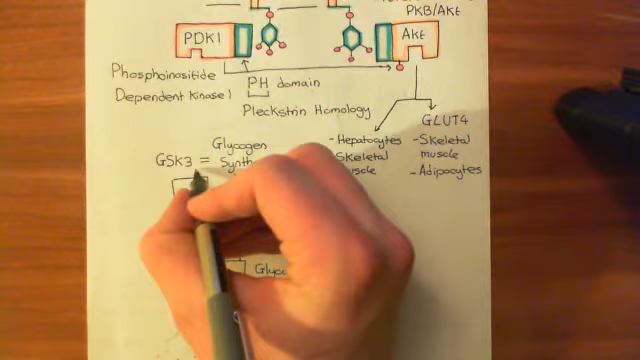 PKB/Akt
PDK1
Akt
Phosphoinositide
Dependent Kinase 1
PH domain
Pleckstrin Homology
GLUT4
- Hepatocytes
Skeletal
- Skeletal
muscle
- Adipocytes
Glycogen
GSK3 = Synth